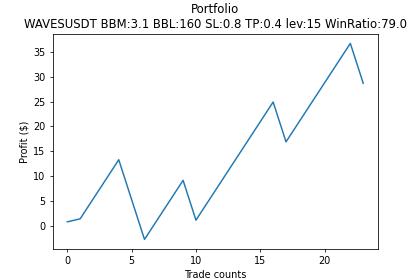 Portfolio
WAVESUSDT BBM:3.1 BBL:160 SL:0.8 TP:0.4 lev:15 WinRatio:79.0
35
30
25
20
15
10
5
0
Profit ($)
0 5 10 15 20
Trade counts